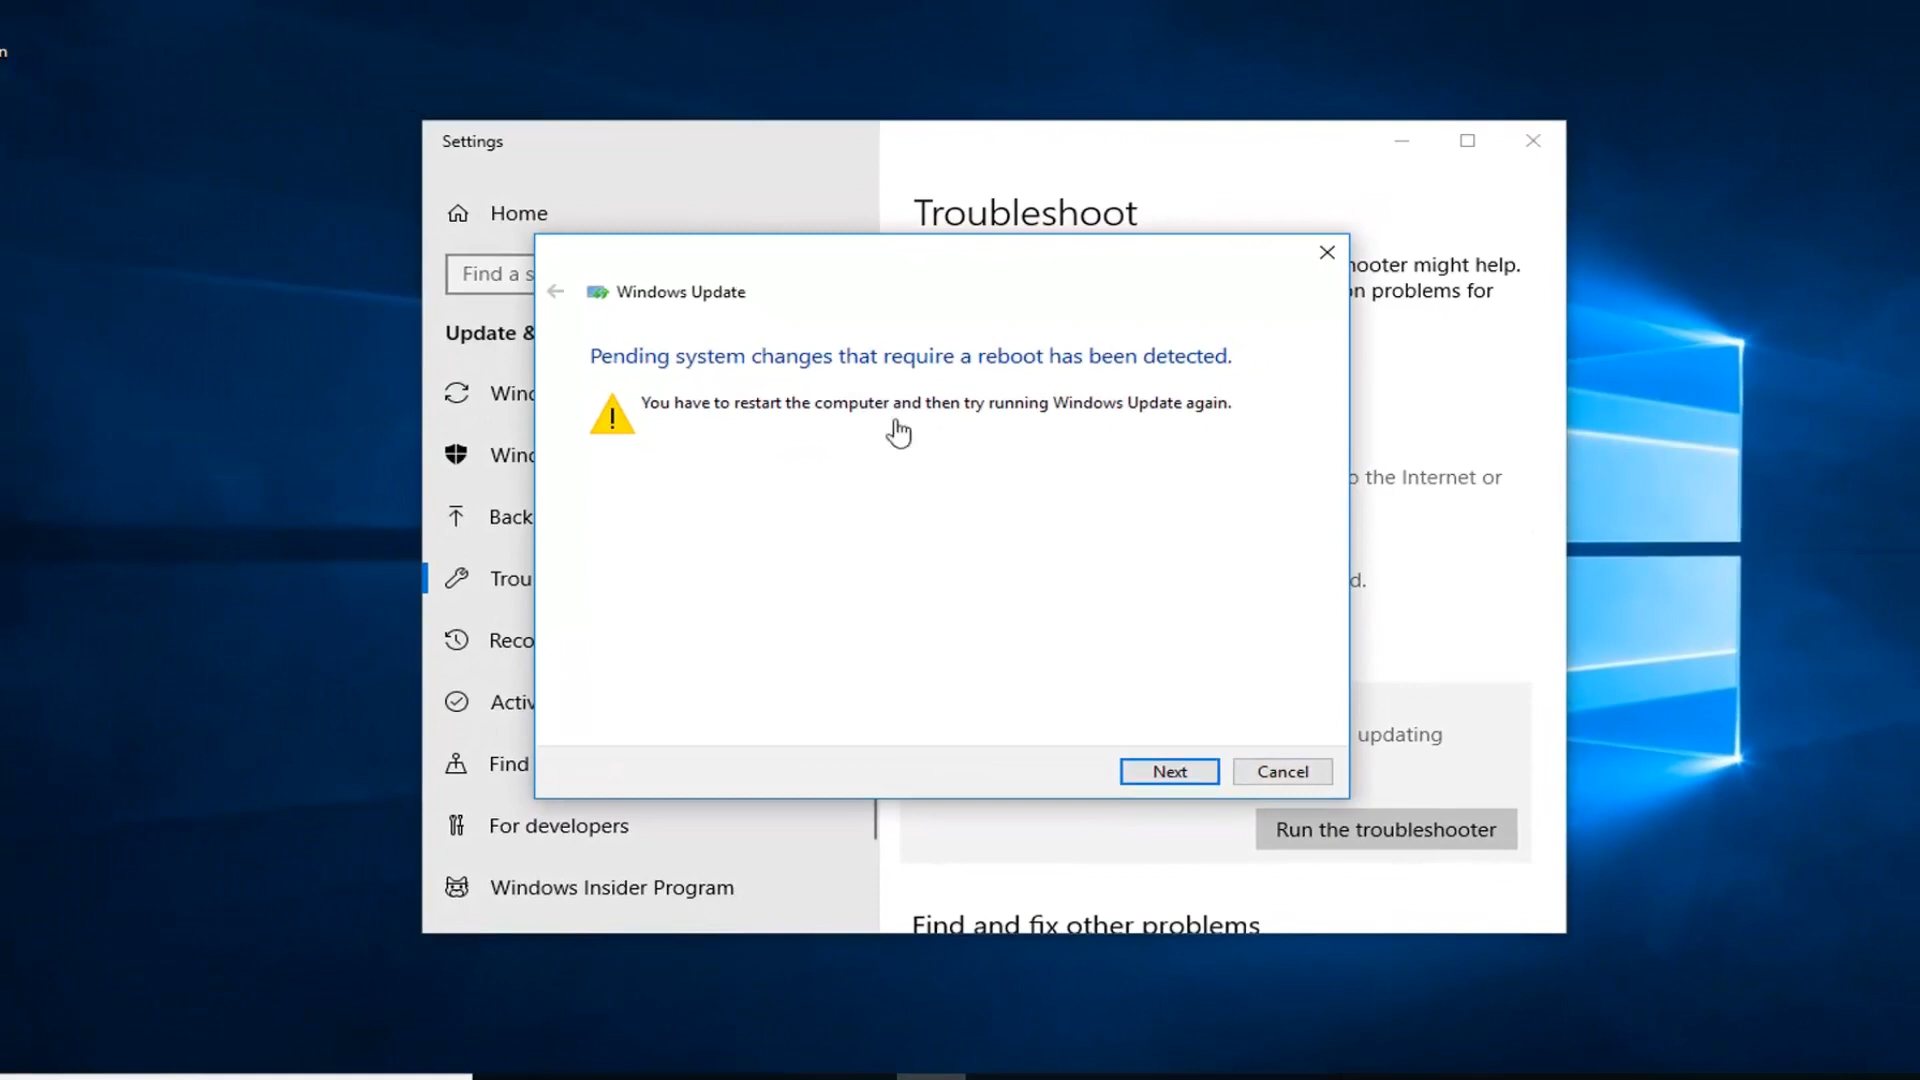 n
Settings
Home
Troubleshoot
Find a s
hooter might help.
on problems for
Windows Update
Update &
Pending system changes that require a reboot has been detected.
Wind
You have to restart the computer and then try running Windows Update again.
Wind
o the Internet or
Back
Trou
d.
Reco
Activ
updating
Find
Next
Cancel
For developers
Run the troubleshooter
Windows Insider Program
Find and fix other problems